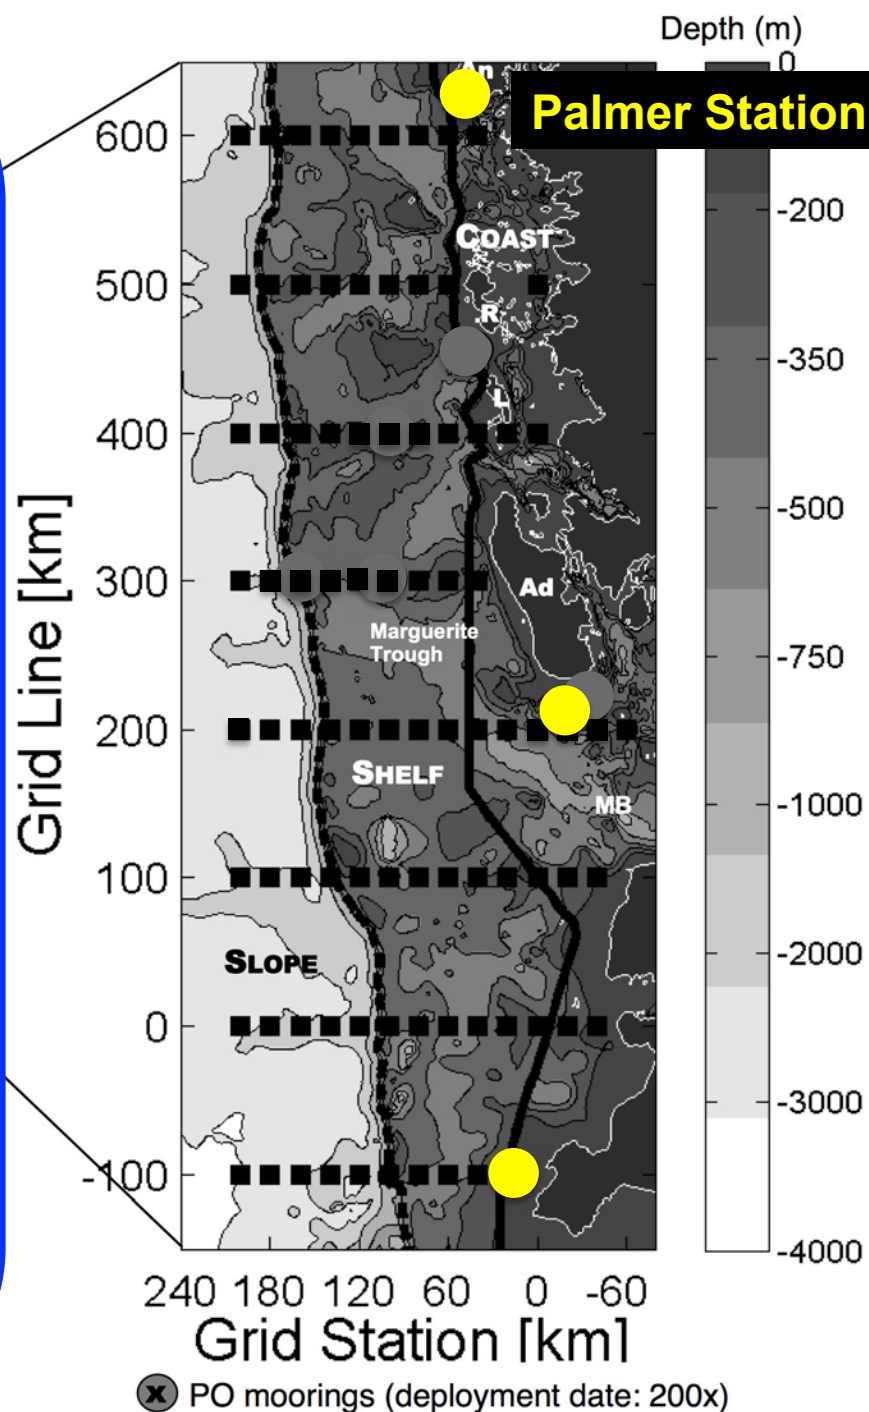 Depth (m)
An
0
Palmer Station
600
-200
COAST
500
R
-350
L
400
-500
300
Ad
Marguerite
Trough
-750
200
SHELF
MB
-1000
100
SLOPE
-2000
0
-3000
-100
-4000
240 180 120 60 0 -60
Grid Line [km]
Grid Station [km]
x PO moorings (deployment date: 200x)